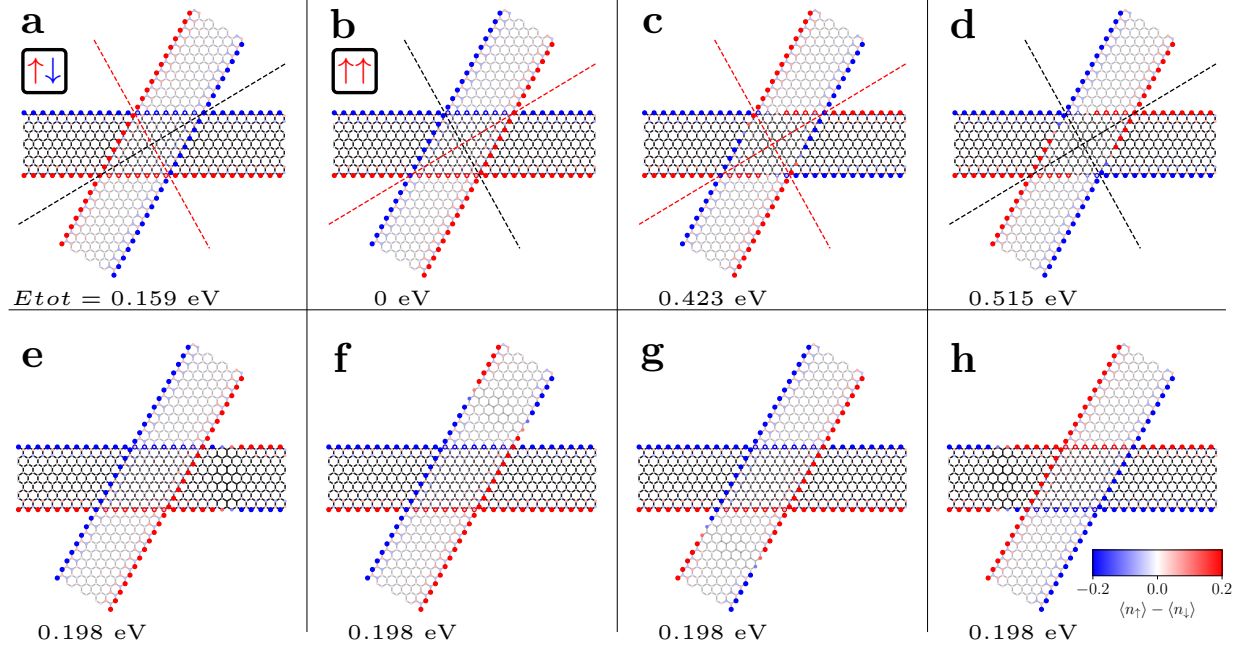 a b c d
↑↓ ↑↑
Etot = 0.159 eV 0 eV 0.423 eV 0.515 eV
e f g h
−0.2 0.0 0.2
⟨n↑⟩ − ⟨n↓⟩
0.198 eV 0.198 eV 0.198 eV 0.198 eV